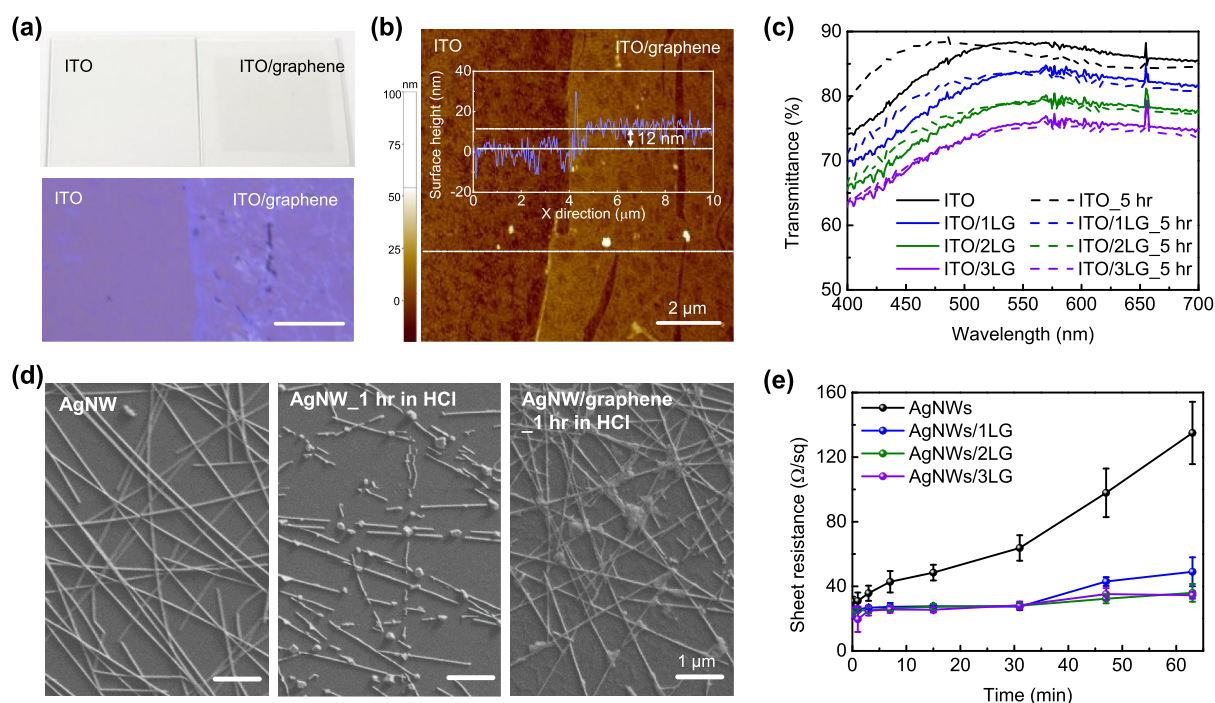 (a)
ITO
ITO/graphene
ITO
ITO/graphene
(b)
nm
100
75
50
25
0
ITO
ITO/graphene
Surface height (nm)
40
20
0
-20
12 nm
0 2 4 6 8 10
X direction (μm)
2 μm
(c)
Transmittance (%)
90
80
70
60
50
ITO
ITO/1LG
ITO/2LG
ITO/3LG
ITO_5 hr
ITO/1LG_5 hr
ITO/2LG_5 hr
ITO/3LG_5 hr
400 450 500 550 600 650 700
Wavelength (nm)
(d)
AgNW
AgNW_1 hr in HCl
AgNW/graphene
_1 hr in HCl
1 μm
(e)
Sheet resistance (Ω/sq)
160
120
80
40
0
AgNWs
AgNWs/1LG
AgNWs/2LG
AgNWs/3LG
0 10 20 30 40 50 60
Time (min)